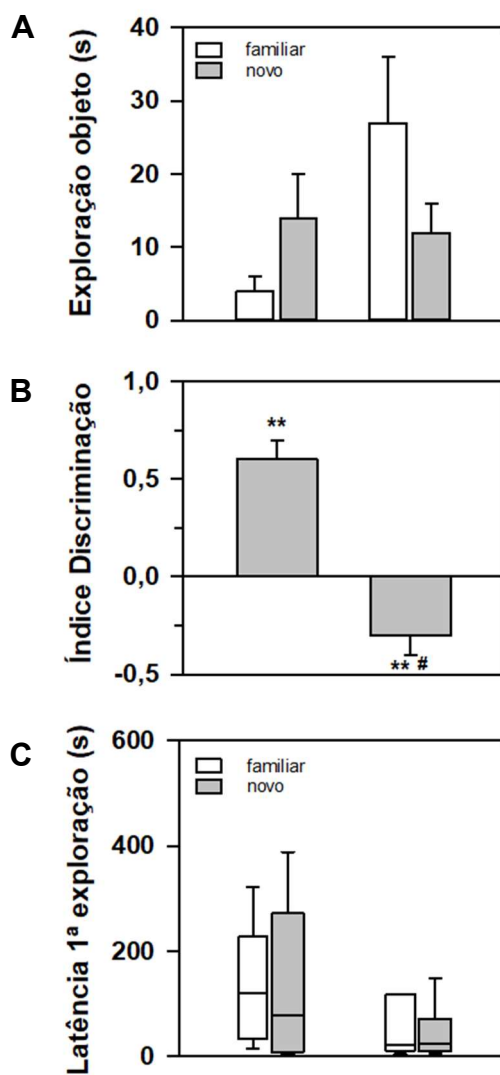 A
Exploração objeto (s)
40
30
20
10
0
familiar
novo
B
Índice Discriminação
1,0
0,5
0,0
-0,5
**
** #
C
Latência 1ª exploração (s)
600
400
200
0
familiar
novo